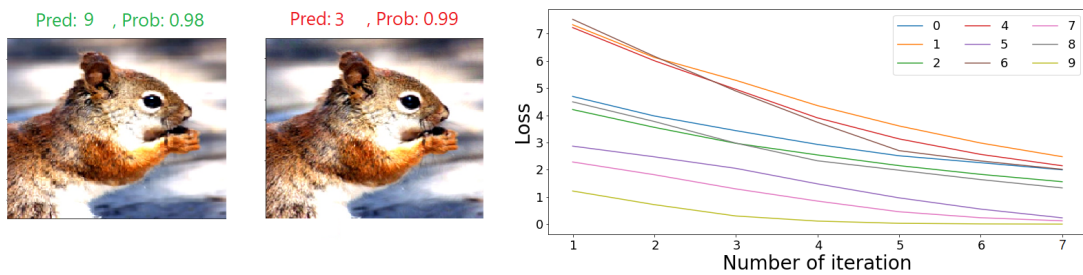 Pred: 9 , Prob: 0.98
Pred: 3 , Prob: 0.99
Loss
7
6
5
4
3
2
1
0
0 4 7
1 5 8
2 6 9
1 2 3 4 5 6 7
Number of iteration